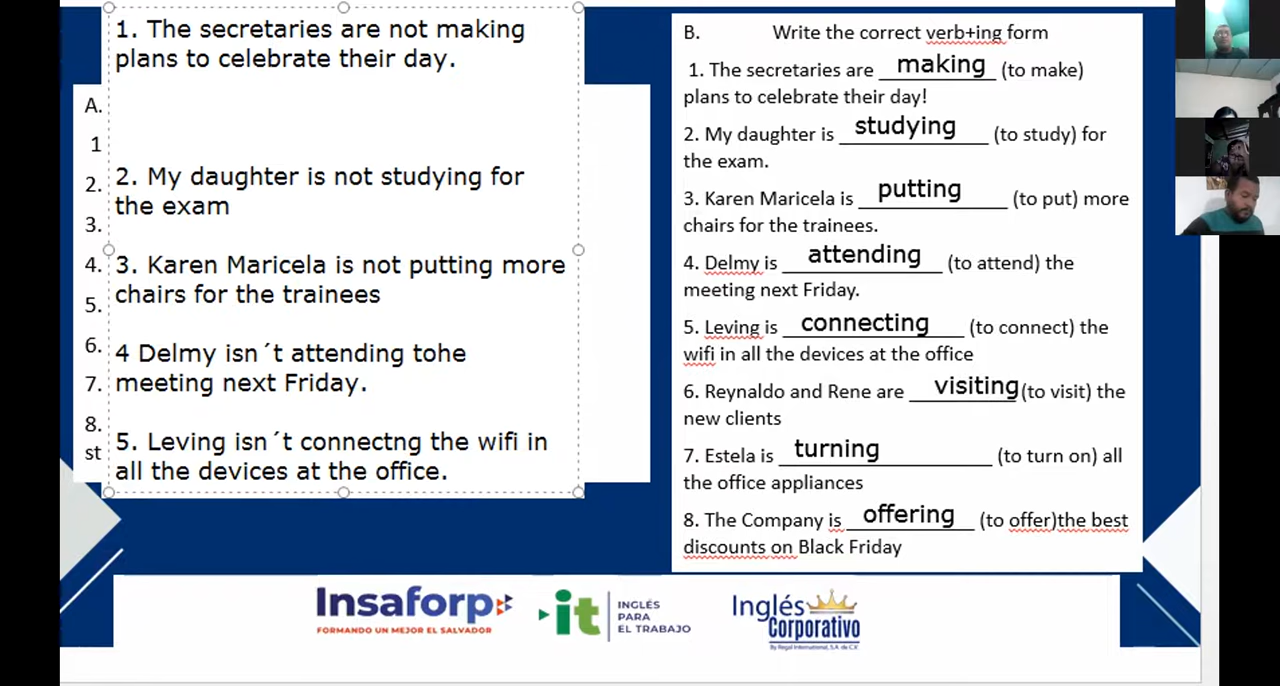 1. The secretaries are not making
plans to celebrate their day.
2. My daughter is not studying for
the exam
3. Karen Maricela is not putting more
chairs for the trainees
4 Delmy isn´t attending tohe
meeting next Friday.
5. Leving isn´t connectng the wifi in
all the devices at the office.
A.
1
2.
3.
4.
5.
6.
7.
8.
st
B. Write the correct verb+ing form
1. The secretaries are making (to make)
plans to celebrate their day!
2. My daughter is studying (to study) for
the exam.
3. Karen Maricela is putting (to put) more
chairs for the trainees.
4. Delmy is attending (to attend) the
meeting next Friday.
5. Leving is connecting (to connect) the
wifi in all the devices at the office
6. Reynaldo and Rene are visiting (to visit) the
new clients
7. Estela is turning (to turn on) all
the office appliances
8. The Company is offering (to offer)the best
discounts on Black Friday
Insaforp
FORMANDO UN MEJOR EL SALVADOR
it
INGLÉS
PARA
EL TRABAJO
Inglés
Corporativo
By Regal International, S.A. de C.V.